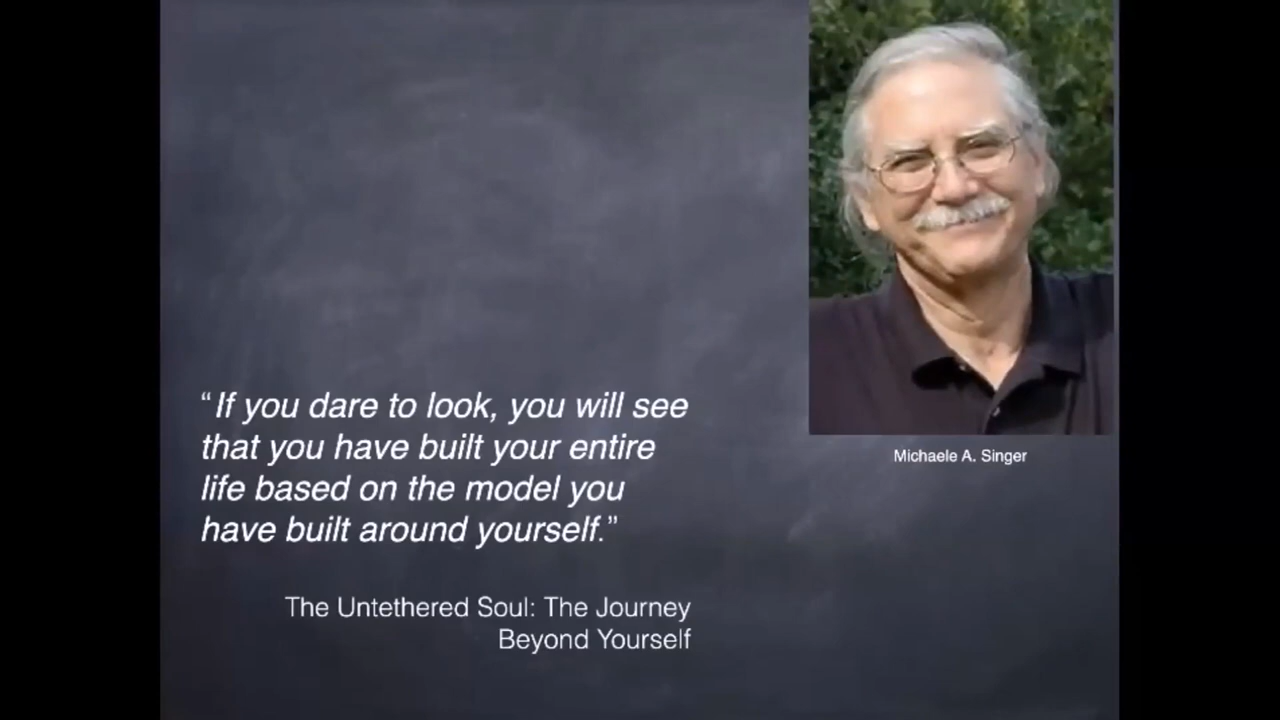 “If you dare to look, you will see
that you have built your entire
life based on the model you
have built around yourself.”
The Untethered Soul: The Journey
Beyond Yourself
Michaele A. Singer